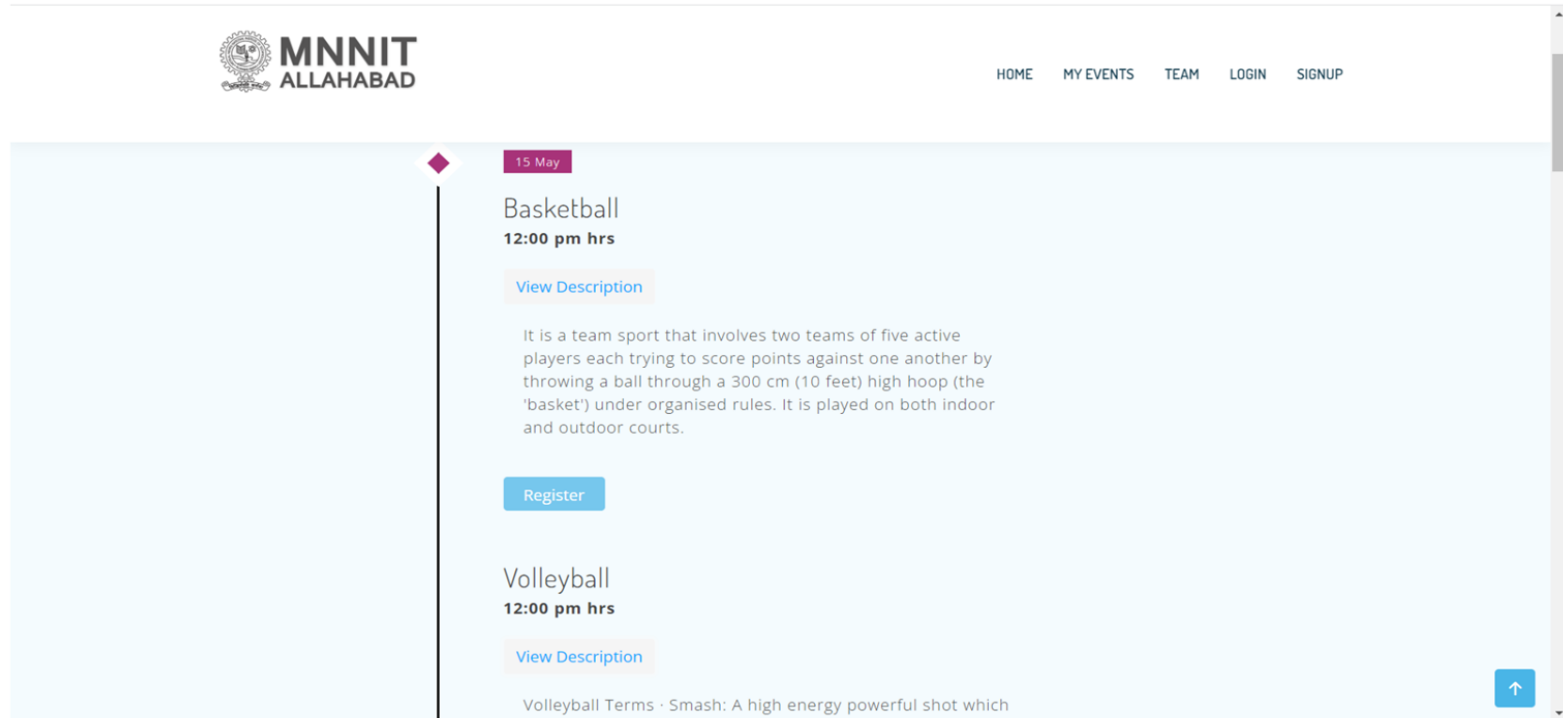 MNNIT
ALLAHABAD
HOME MY EVENTS TEAM LOGIN SIGNUP
15 May
Basketball
12:00 pm hrs
View Description
It is a team sport that involves two teams of five active
players each trying to score points against one another by
throwing a ball through a 300 cm (10 feet) high hoop (the
'basket') under organised rules. It is played on both indoor
and outdoor courts.
Register
Volleyball
12:00 pm hrs
View Description
Volleyball Terms · Smash: A high energy powerful shot which